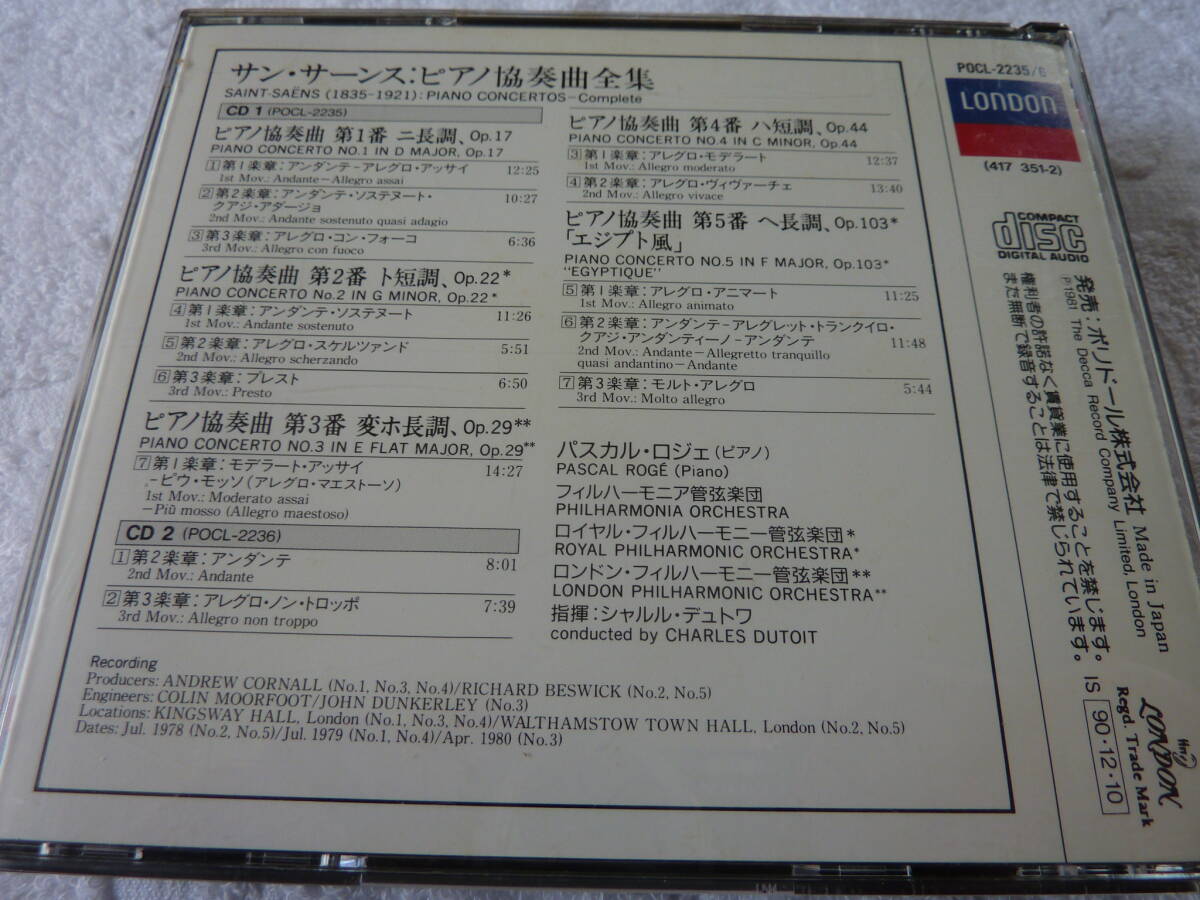 サン・サーンス:ピアノ協奏曲全集
SAINT-SAËNS (1835-1921): PIANO CONCERTOS-Complete
CD 1 (POCL-2235)
ピアノ協奏曲 第1番 ニ長調、Op.17
PIANO CONCERTO NO.1 IN D MAJOR, Op.17
1 第1楽章:アンダンテ-アレグロ・アッサイ 12:25
1st Mov.: Andante-Allegro assai
2 第2楽章:アンダンテ・ソステヌート・
クアジ・アダージョ 10:27
2nd Mov.: Andante sostenuto quasi adagio
3 第3楽章:アレグロ・コン・フォーコ 6:36
3rd Mov.: Allegro con fuoco
ピアノ協奏曲 第2番 ト短調、Op.22*
PIANO CONCERTO No.2 IN G MINOR, Op.22*
4 第1楽章:アンダンテ・ソステヌート 11:26
1st Mov.: Andante sostenuto
5 第2楽章:アレグロ・スケルツァンド 5:51
2nd Mov.: Allegro scherzando
6 第3楽章:プレスト 6:50
3rd Mov.: Presto
ピアノ協奏曲 第3番 変ホ長調、Op.29**
PIANO CONCERTO NO.3 IN E FLAT MAJOR, Op.29**
7 第1楽章:モデラート・アッサイ 14:27
-ピウ・モッソ(アレグロ・マエストーソ)
1st Mov.: Moderato assai
-Più mosso (Allegro maestoso)
CD 2 (POCL-2236)
1 第2楽章:アンダンテ 8:01
2nd Mov.: Andante
2 第3楽章:アレグロ・ノン・トロッポ 7:39
3rd Mov.: Allegro non troppo
ピアノ協奏曲 第4番 ハ短調、Op.44
PIANO CONCERTO NO.4 IN C MINOR, Op.44
3 第1楽章:アレグロ・モデラート 12:37
1st Mov.: Allegro moderato
4 第2楽章:アレグロ・ヴィヴァーチェ 13:40
2nd Mov.: Allegro vivace
ピアノ協奏曲 第5番 ヘ長調、Op.103*
「エジプト風」
PIANO CONCERTO NO.5 IN F MAJOR, Op.103*
"EGYPTIQUE"
5 第1楽章:アレグロ・アニマート 11:25
1st Mov.: Allegro animato
6 第2楽章:アンダンテ-アレグレット・トランクイロ・
クアジ・アンダンティーノ-アンダンテ 11:48
2nd Mov.: Andante-Allegretto tranquillo
quasi andantino-Andante
7 第3楽章:モルト・アレグロ 5:44
3rd Mov.: Molto allegro
パスカル・ロジェ(ピアノ)
PASCAL ROGÉ (Piano)
フィルハーモニア管弦楽団
PHILHARMONIA ORCHESTRA
ロイヤル・フィルハーモニー管弦楽団*
ROYAL PHILHARMONIC ORCHESTRA*
ロンドン・フィルハーモニー管弦楽団**
LONDON PHILHARMONIC ORCHESTRA**
指揮:シャルル・デュトワ
conducted by CHARLES DUTOIT
Recording
Producers: ANDREW CORNALL (No.1, No.3, No.4)/RICHARD BESWICK (No.2, No.5)
Engineers: COLIN MOORFOOT/JOHN DUNKERLEY (No.3)
Locations: KINGSWAY HALL, London (No.1, No.3, No.4)/WALTHAMSTOW TOWN HALL, London (No.2, No.5)
Dates: Jul. 1978 (No.2, No.5)/Jul. 1979 (No.1, No.4)/Apr. 1980 (No.3)
POCL-2235/6
LONDON
(417 351-2)
COMPACT
disc
DIGITAL AUDIO
発売:ポリドール株式会社 Made in Japan
℗1981 The Decca Record Company Limited, London
権利者の許諾なく賃貸業に使用することを禁じます。
また無断で録音することは法律で禁じられています。 IS
90・12・10
LONDON
Regd. Trade Mark